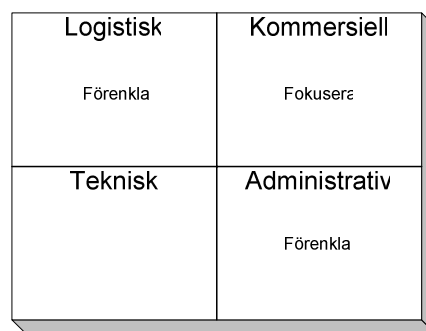 Logistisk
Kommersiell
Förenkla
Fokusera
Teknisk
Administrativ
Förenkla